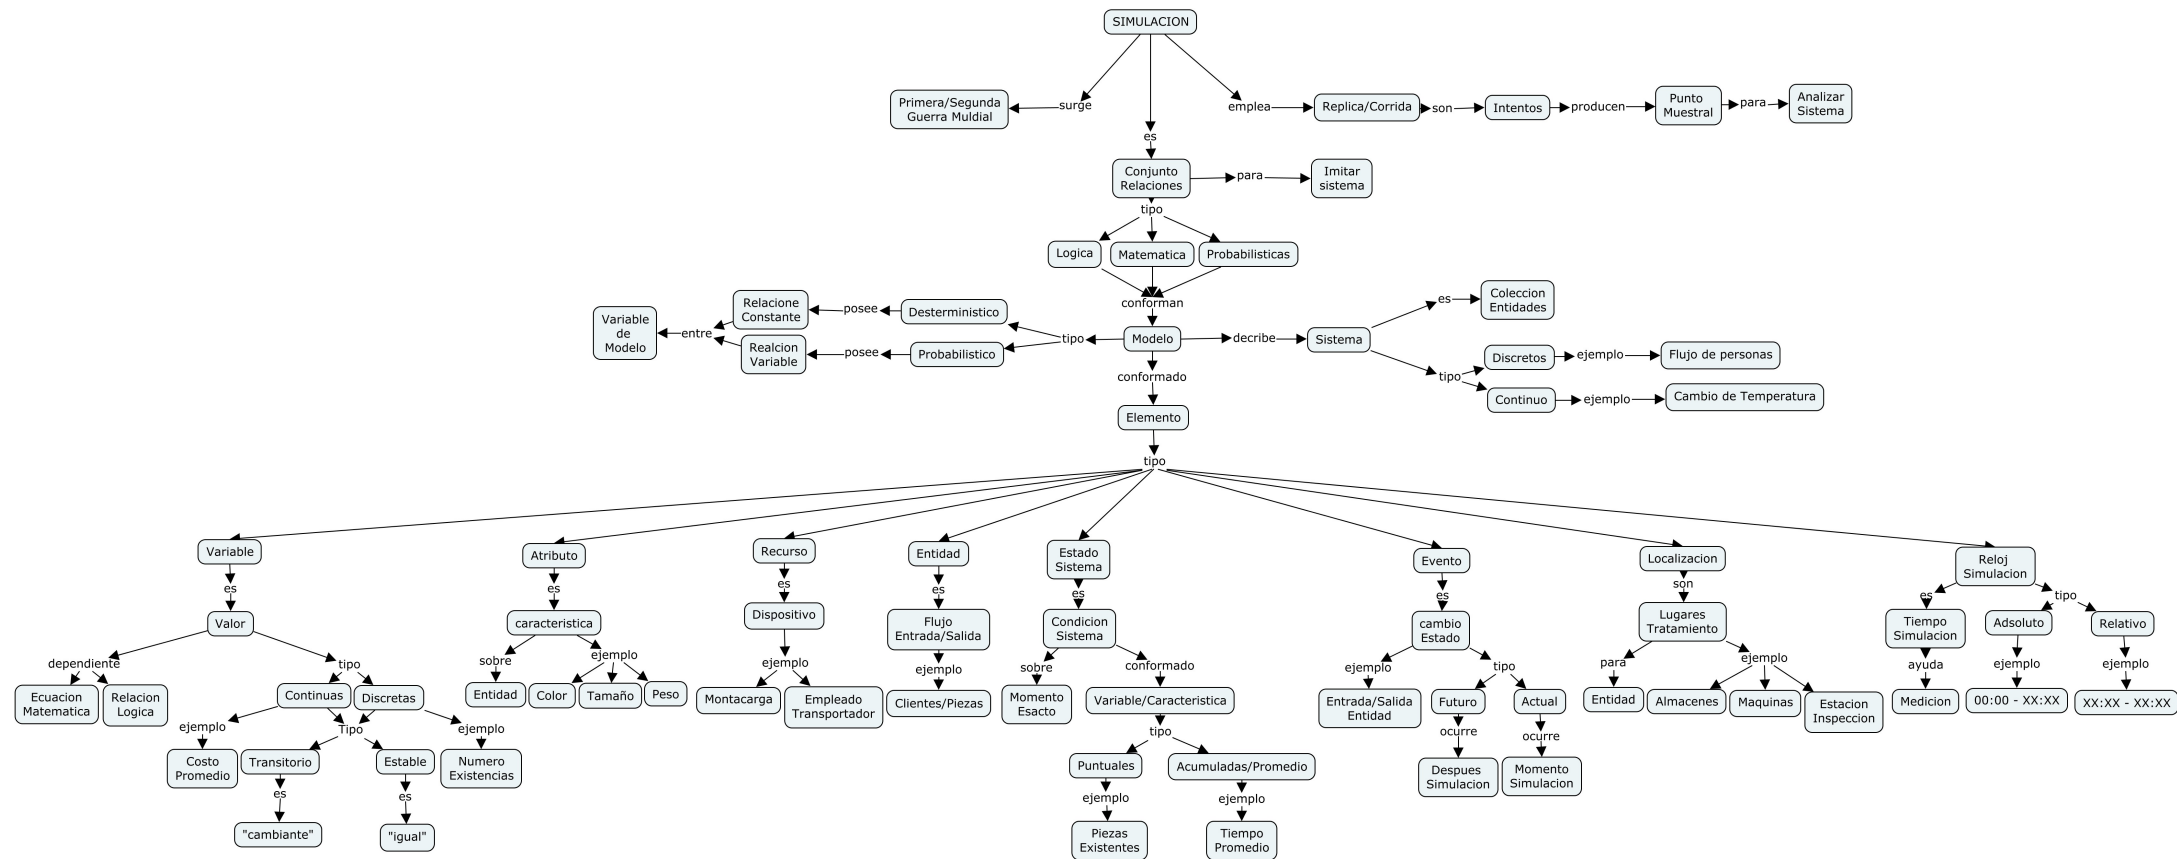 SIMULACION
Primera/Segunda
Guerra Muldial
surge
emplea
Replica/Corrida
son
Intentos
producen
Punto
Muestral
para
Analizar
Sistema
es
Conjunto
Relaciones
para
Imitar
sistema
tipo
Logica
Matematica
Probabilisticas
conforman
Variable
de
Modelo
entre
Relacione
Constante
posee
Desterministico
Realcion
Variable
posee
Probabilistico
tipo
Modelo
decribe
Sistema
es
Coleccion
Entidades
tipo
Discretos
ejemplo
Flujo de personas
Continuo
ejemplo
Cambio de Temperatura
conformado
Elemento
tipo
Variable
es
Valor
dependiente
Ecuacion
Matematica
Relacion
Logica
tipo
Continuas
Discretas
ejemplo
Costo
Promedio
Tipo
Transitorio
es
"cambiante"
Estable
es
"igual"
ejemplo
Numero
Existencias
Atributo
es
caracteristica
sobre
Entidad
ejemplo
Color
Tamaño
Peso
Recurso
es
Dispositivo
ejemplo
Montacarga
Empleado
Transportador
Entidad
es
Flujo
Entrada/Salida
ejemplo
Clientes/Piezas
Estado
Sistema
es
Condicion
Sistema
sobre
Momento
Esacto
conformado
Variable/Caracteristica
tipo
Puntuales
ejemplo
Piezas
Existentes
Acumuladas/Promedio
ejemplo
Tiempo
Promedio
Evento
es
cambio
Estado
ejemplo
Entrada/Salida
Entidad
tipo
Futuro
ocurre
Despues
Simulacion
Actual
ocurre
Momento
Simulacion
Localizacion
son
Lugares
Tratamiento
para
Entidad
ejemplo
Almacenes
Maquinas
Estacion
Inspeccion
Reloj
Simulacion
es
Tiempo
Simulacion
ayuda
Medicion
tipo
Absoluto
ejemplo
00:00 - XX:XX
Relativo
ejemplo
XX:XX - XX:XX